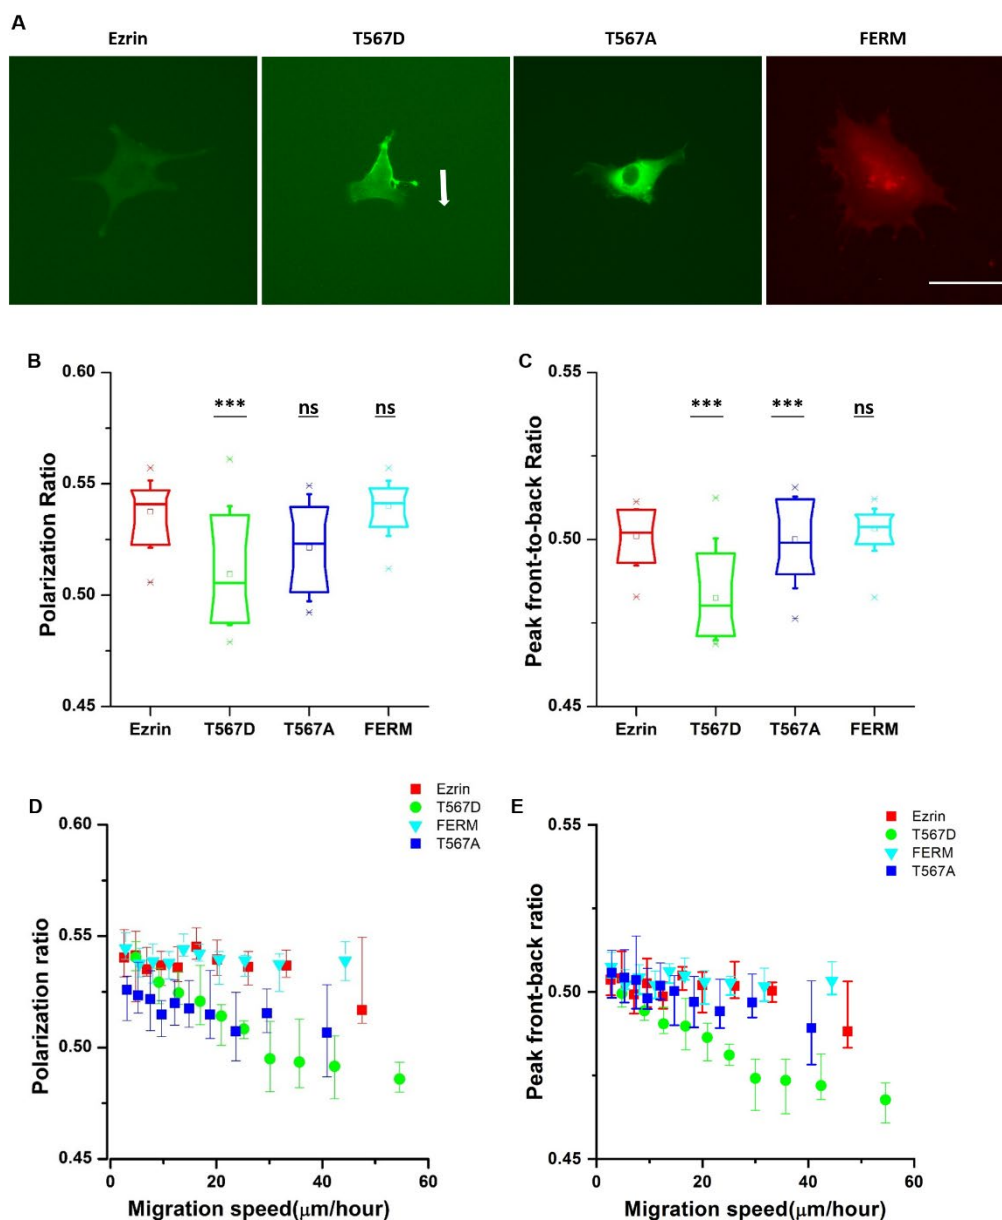 A
Ezrin
T567D
T567A
FERM
B
0.60
0.55
0.50
0.45
Polarization Ratio
***
ns
ns
Ezrin
T567D
T567A
FERM
C
0.55
0.50
0.45
Peak front-to-back Ratio
***
***
ns
Ezrin
T567D
T567A
FERM
D
0.60
0.55
0.50
0.45
Polarization ratio
Ezrin
T567D
FERM
T567A
0
20
40
60
Migration speed(μm/hour)
E
0.55
0.50
0.45
Peak front-back ratio
Ezrin
T567D
FERM
T567A
0
20
40
60
Migration speed(μm/hour)